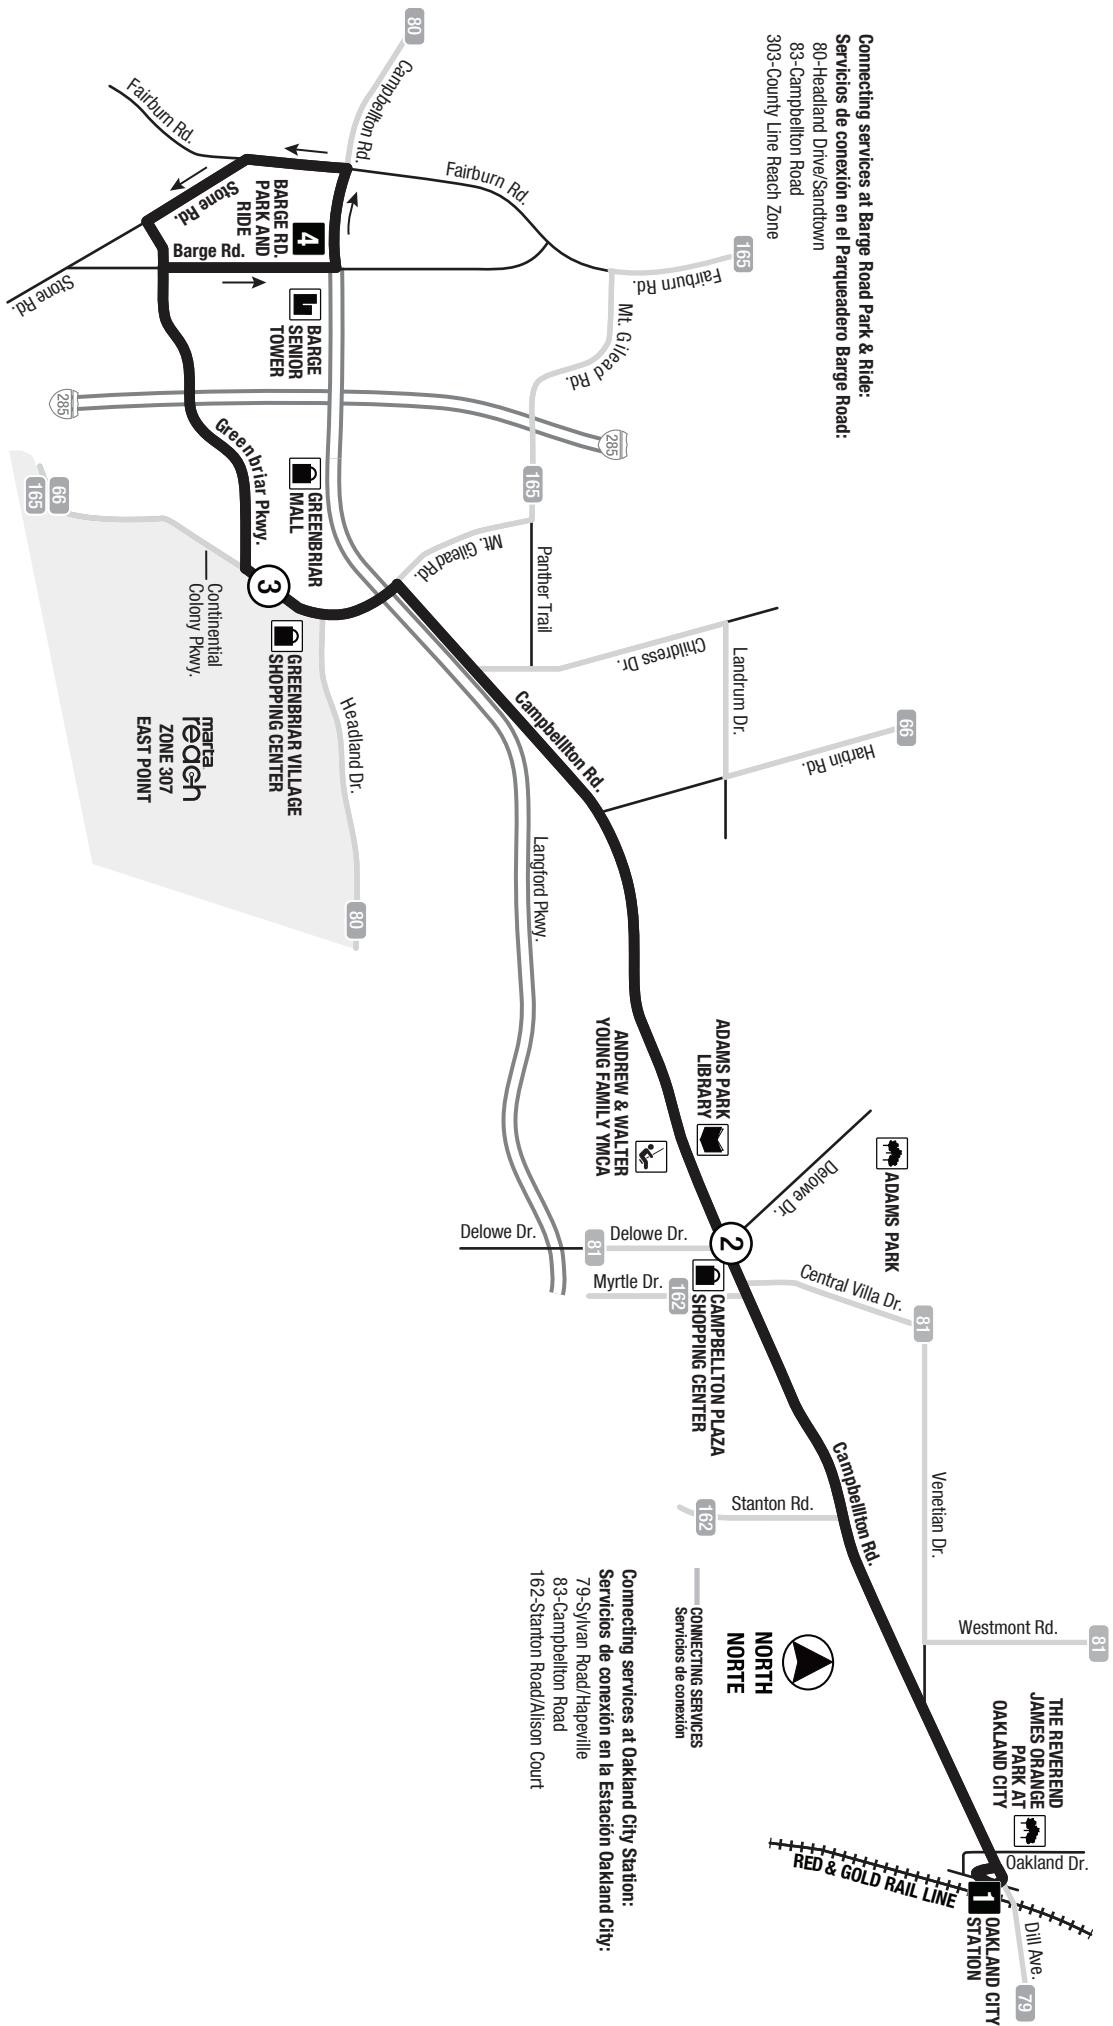 Connecting services at Barge Road Park & Ride:
Servicios de conexión en el Parqueadero Barge Road:
80-Headland Drive/Sandtown
83-Campbellton Road
303-County Line Reach Zone
80
Campbellton Rd.
Fairburn Rd.
Fairburn Rd.
165
Fairburn Rd.
Mt. Gilead Rd.
Stone Rd.
BARGE RD.
PARK AND
RIDE
4
Barge Rd.
Stone Rd.
BARGE
SENIOR
TOWER
285
285
Greenbriar Pkwy.
GREENBRIAR
MALL
165
Mt. Gilead Rd.
Panther Trail
66
165
Continential
Colony Pkwy.
3
GREENBRIAR VILLAGE
SHOPPING CENTER
marta
reach
ZONE 307
EAST POINT
Headland Dr.
80
Childress Dr.
Landrum Dr.
66
Harbin Rd.
Campbelllton Rd.
Langford Pkwy.
ADAMS PARK
LIBRARY
ANDREW & WALTER
YOUNG FAMILY YMCA
ADAMS PARK
Delowe Dr.
2
Delowe Dr.
81
Delowe Dr.
Myrtle Dr.
162
CAMPBELLTON PLAZA
SHOPPING CENTER
Central Villa Dr.
81
Venetian Dr.
Campbelllton Rd.
Stanton Rd.
162
Westmont Rd.
81
CONNECTING SERVICES
Servicios de conexión
NORTH
NORTE
THE REVEREND
JAMES ORANGE
PARK AT
OAKLAND CITY
Oakland Dr.
RED & GOLD RAIL LINE
1
OAKLAND CITY
STATION
Dill Ave.
79
Connecting services at Oakland City Station:
Servicios de conexión en la Estación Oakland City:
79-Sylvan Road/Hapeville
83-Campbellton Road
162-Stanton Road/Alison Court